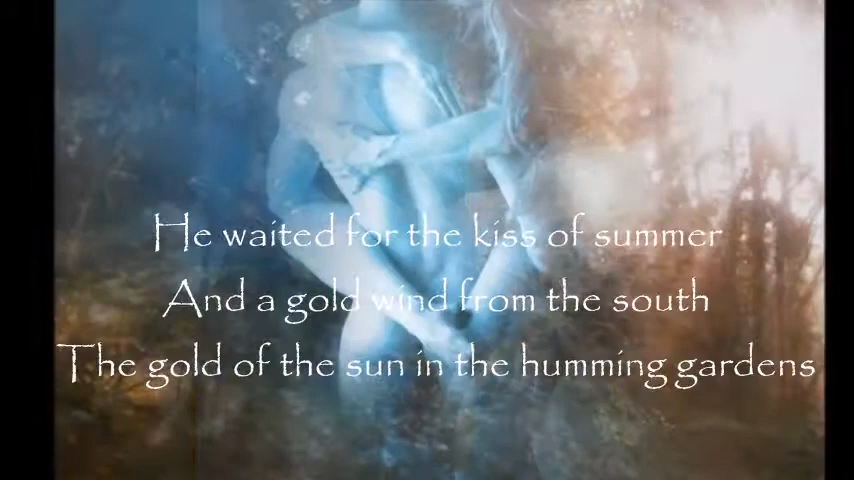 He waited for the kiss of summer
And a gold wind from the south
The gold of the sun in the humming gardens